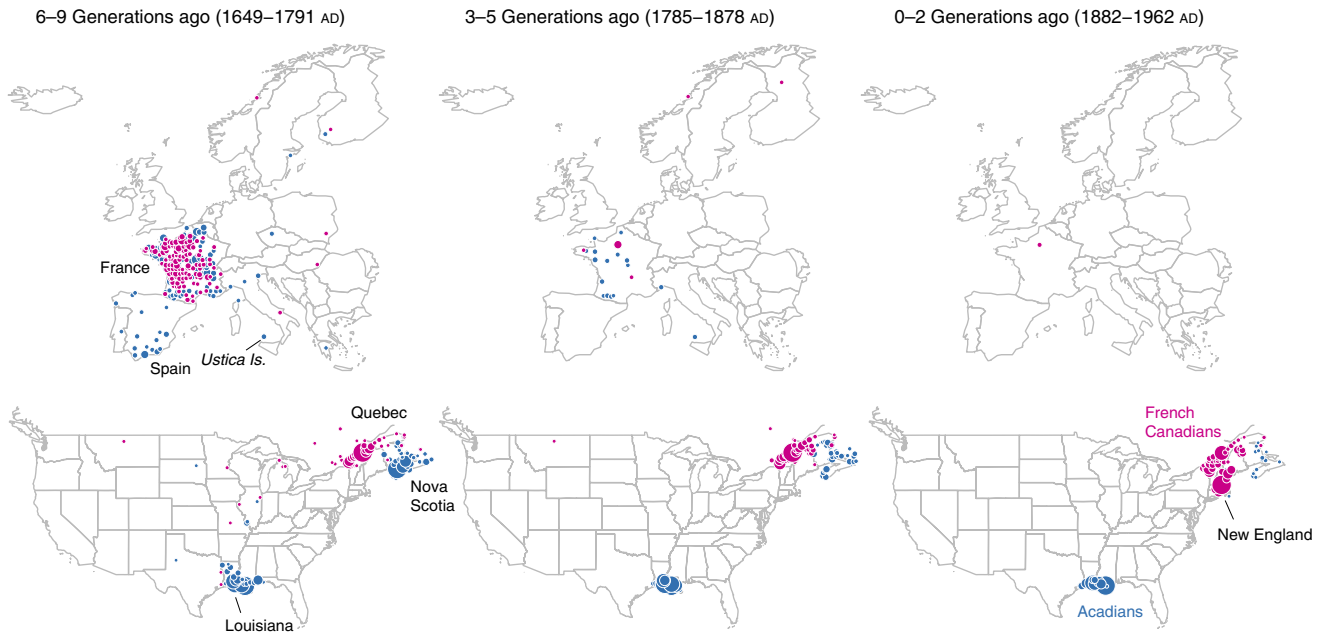 6–9 Generations ago (1649–1791 AD)
3–5 Generations ago (1785–1878 AD)
0–2 Generations ago (1882–1962 AD)
France
Spain
Ustica Is.
Quebec
Nova
Scotia
Louisiana
French
Canadians
New England
Acadians